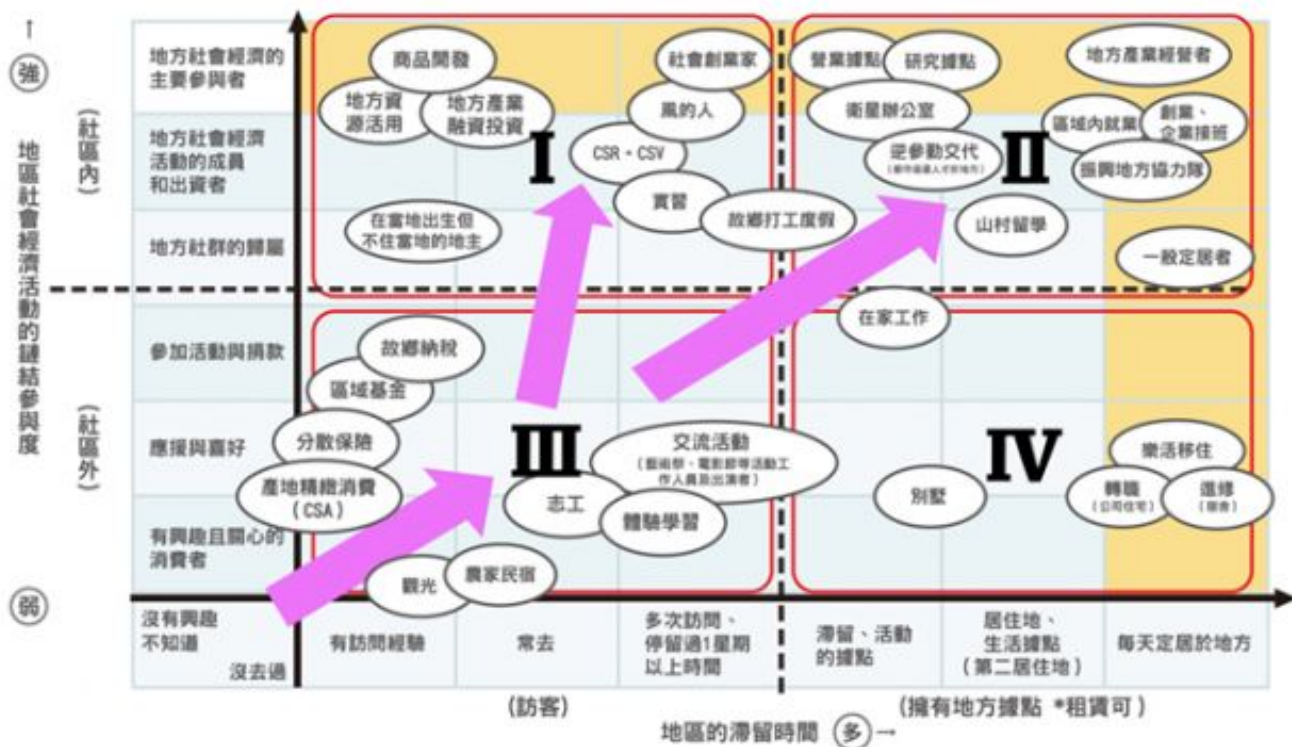 ↑
強
地區社會經濟活動的鏈結參與度
弱
(社區內)
(社區外)
地方社會經濟的
主要參與者
地方社會經濟
活動的成員
和出資者
地方社群的歸屬
參加活動與捐款
應援與嘉好
有興趣且關心的
消費者
沒有興趣
不知道
沒去過
商品開發
地方資
源活用
地方產業
融資投資
社會創業家
風的人
CSR・CSV
I
實習
故鄉打工度假
在當地出生但
不住當地的地主
營業據點
研究據點
地方產業經營者
衛星辦公室
區域內就業
創業、
企業接班
逆參勤交代
II
振興地方協力隊
山村留學
一般定居者
故鄉納稅
區域基金
分散保險
產地精緻消費
(CSA)
III
交流活動
(藝術祭、電影節等活動工
作人員及出演者)
志工
體驗學習
觀光
農家民宿
在家工作
IV
別墅
樂活移住
轉職
(公司住宅)
進修
(宿舍)
有訪問經驗
常去
多次訪問、
停留過1星期
以上時間
滯留、活動
的據點
居住地、
生活據點
(第二居住地)
每天定居於地方
(訪客)
(擁有地方據點 *租賃可)
地區的滯留時間 多→